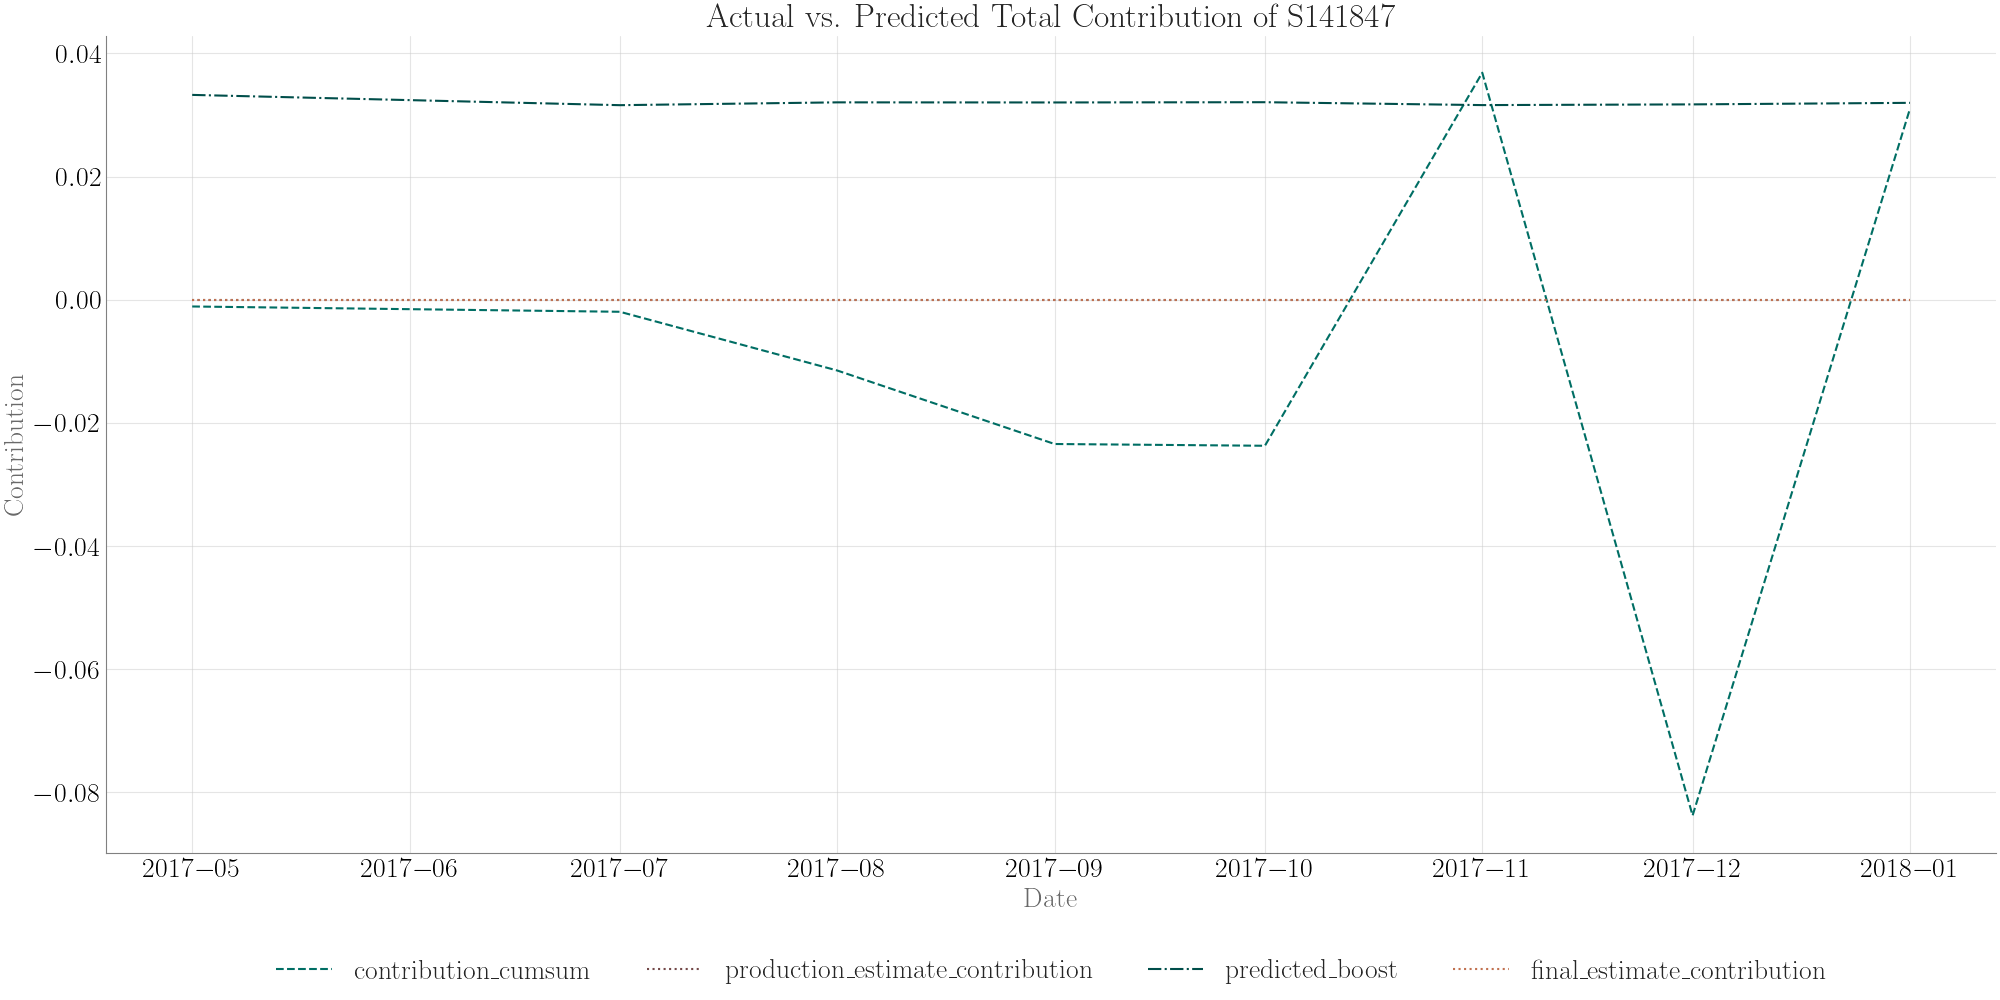 Actual vs. Predicted Total Contribution of S141847
0.04
0.02
0.00
−0.02
−0.04
−0.06
−0.08
Contribution
2017−05 2017−06 2017−07 2017−08 2017−09 2017−10 2017−11 2017−12 2018−01
Date
contribution_cumsum production_estimate_contribution predicted_boost final_estimate_contribution